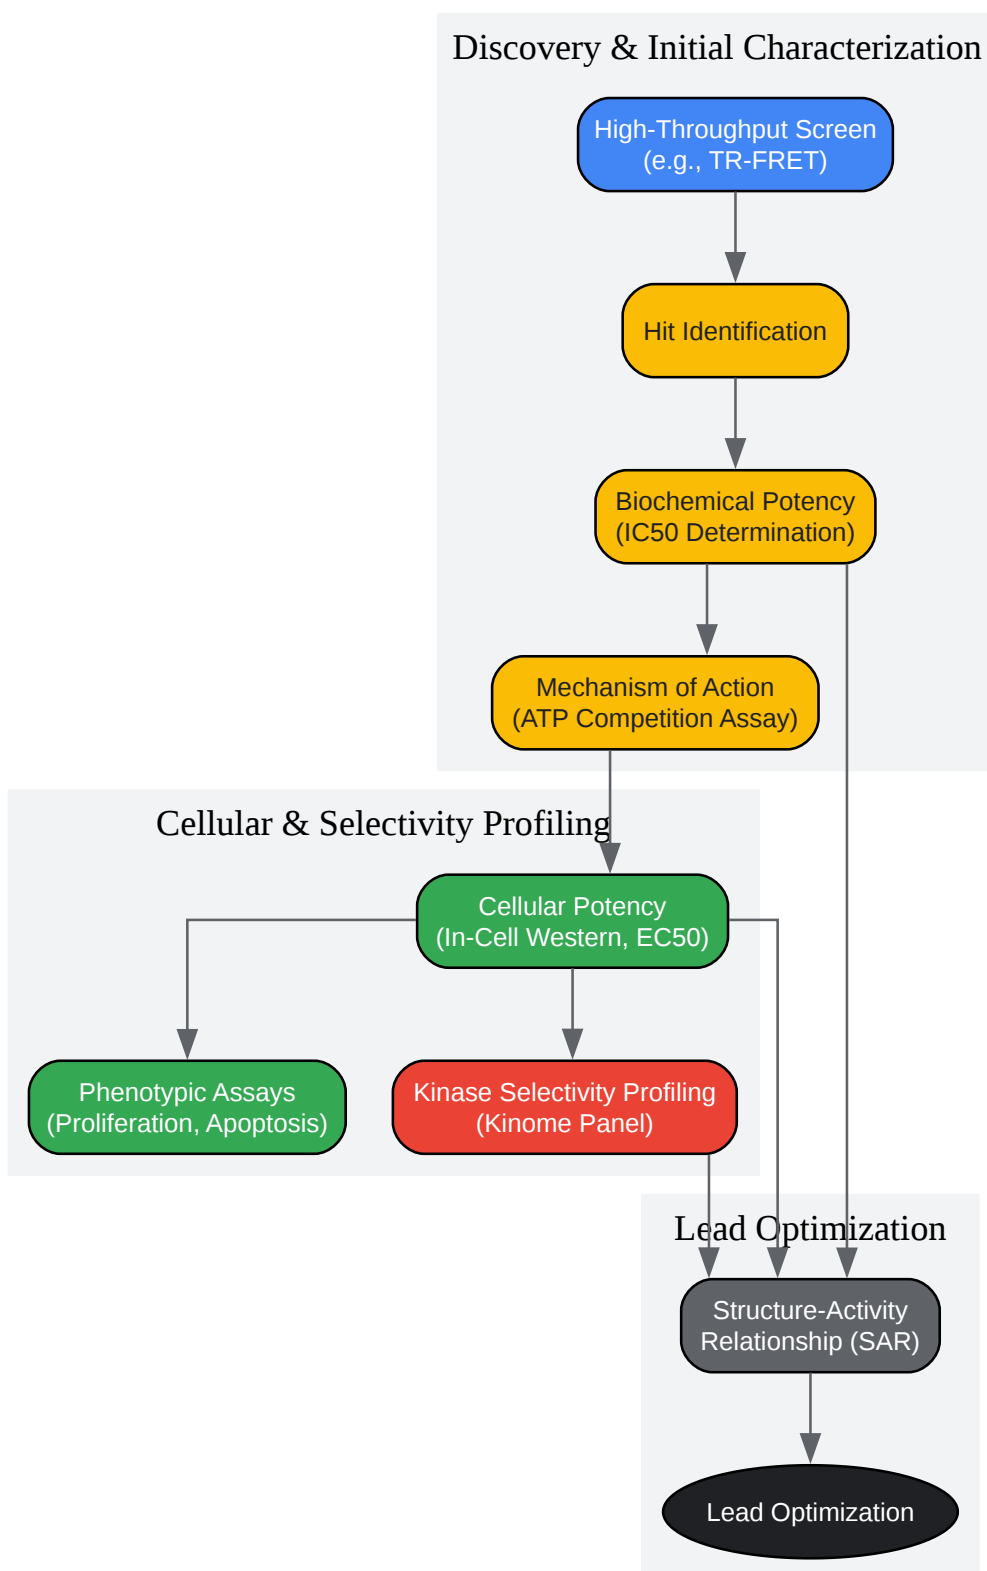 Discovery & Initial Characterization
High-Throughput Screen
(e.g., TR-FRET)
Hit Identification
Biochemical Potency
(IC50 Determination)
Mechanism of Action
(ATP Competition Assay)
Cellular & Selectivity Profiling
Cellular Potency
(In-Cell Western, EC50)
Phenotypic Assays
(Proliferation, Apoptosis)
Kinase Selectivity Profiling
(Kinome Panel)
Lead Optimization
Structure-Activity
Relationship (SAR)
Lead Optimization